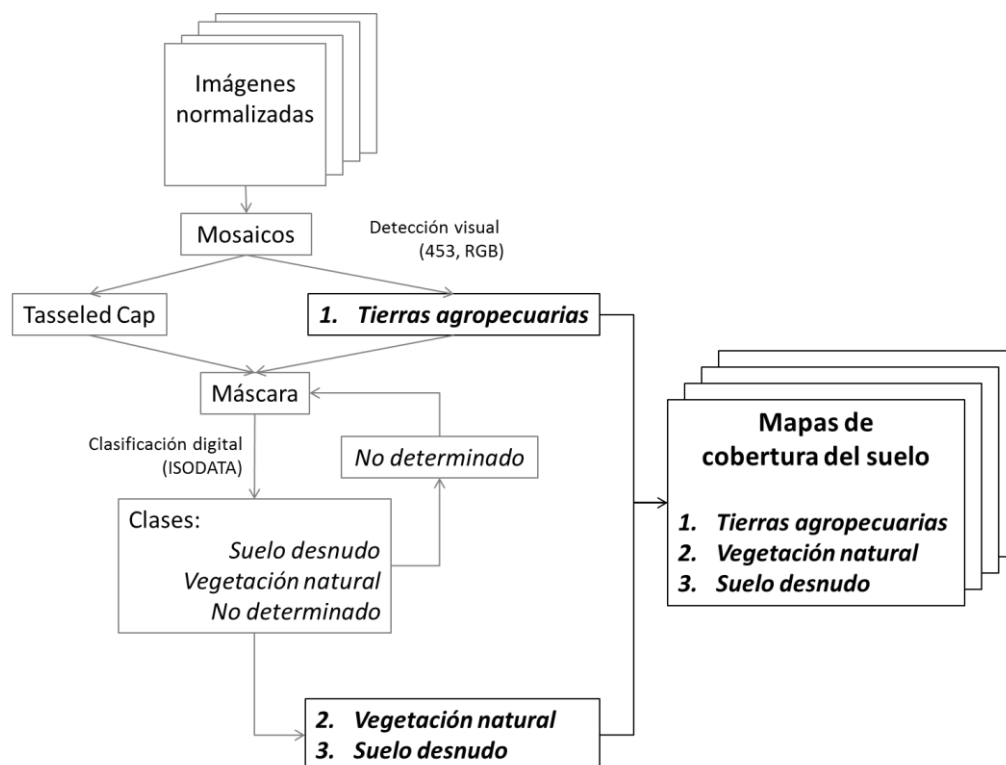 Imágenes
normalizadas
Mosaicos
Detección visual
(453, RGB)
Tasseled Cap
1. Tierras agropecuarias
Máscara
Clasificación digital
(ISODATA)
No determinado
Clases:
Suelo desnudo
Vegetación natural
No determinado
2. Vegetación natural
3. Suelo desnudo
Mapas de
cobertura del suelo
1. Tierras agropecuarias
2. Vegetación natural
3. Suelo desnudo